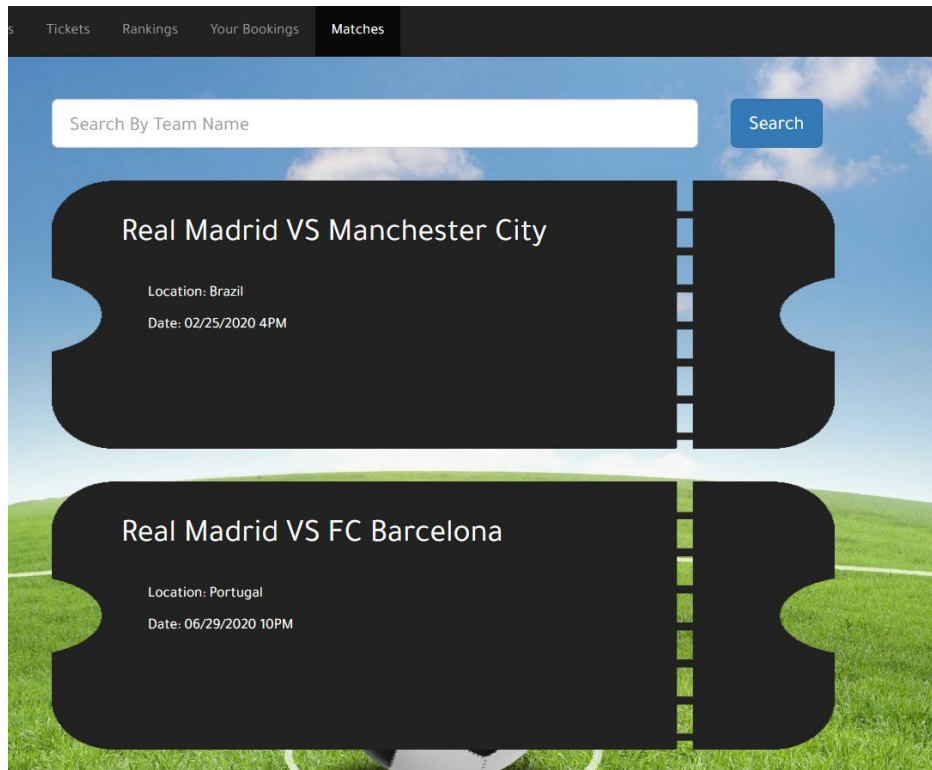 s Tickets Rankings Your Bookings Matches
Search By Team Name Search
Real Madrid VS Manchester City
Location: Brazil
Date: 02/25/2020 4PM
Real Madrid VS FC Barcelona
Location: Portugal
Date: 06/29/2020 10PM